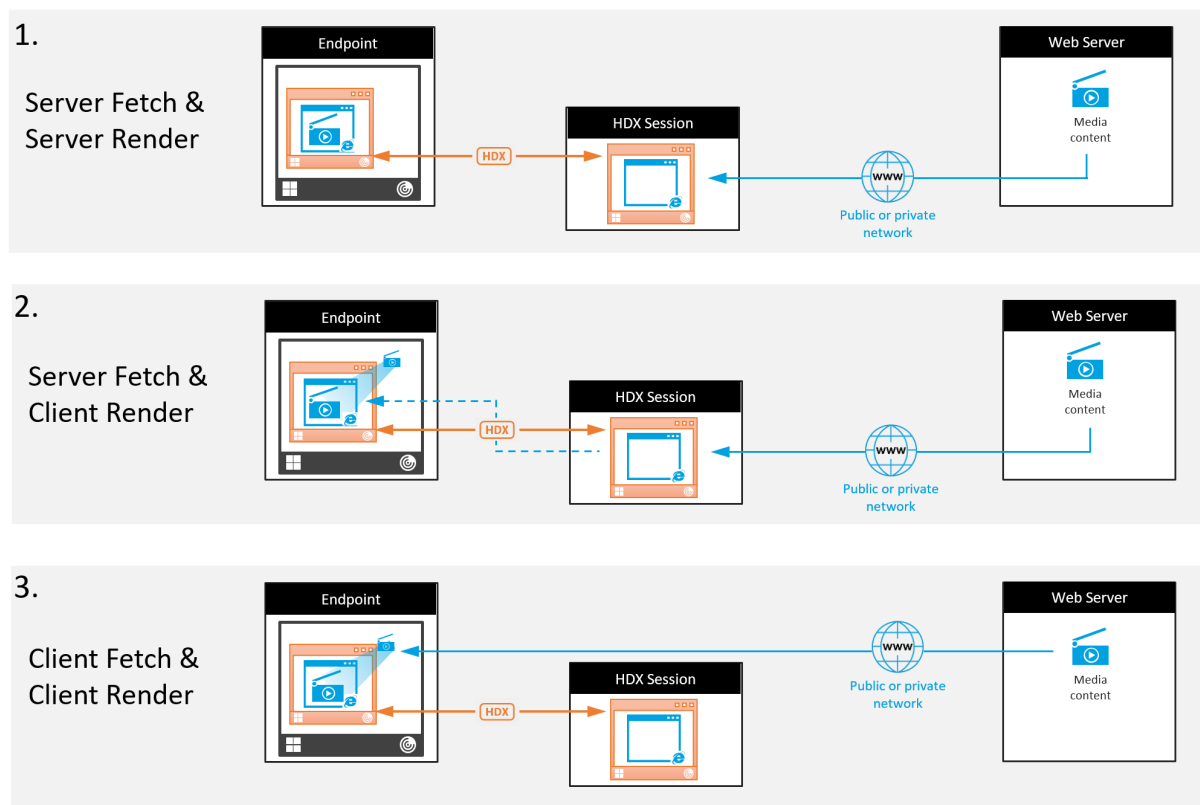 1.
Server Fetch &
Server Render
Endpoint
HDX
HDX Session
www
Public or private
network
Web Server
Media
content
2.
Server Fetch &
Client Render
Endpoint
HDX
HDX Session
www
Public or private
network
Web Server
Media
content
3.
Client Fetch &
Client Render
Endpoint
HDX
HDX Session
www
Public or private
network
Web Server
Media
content